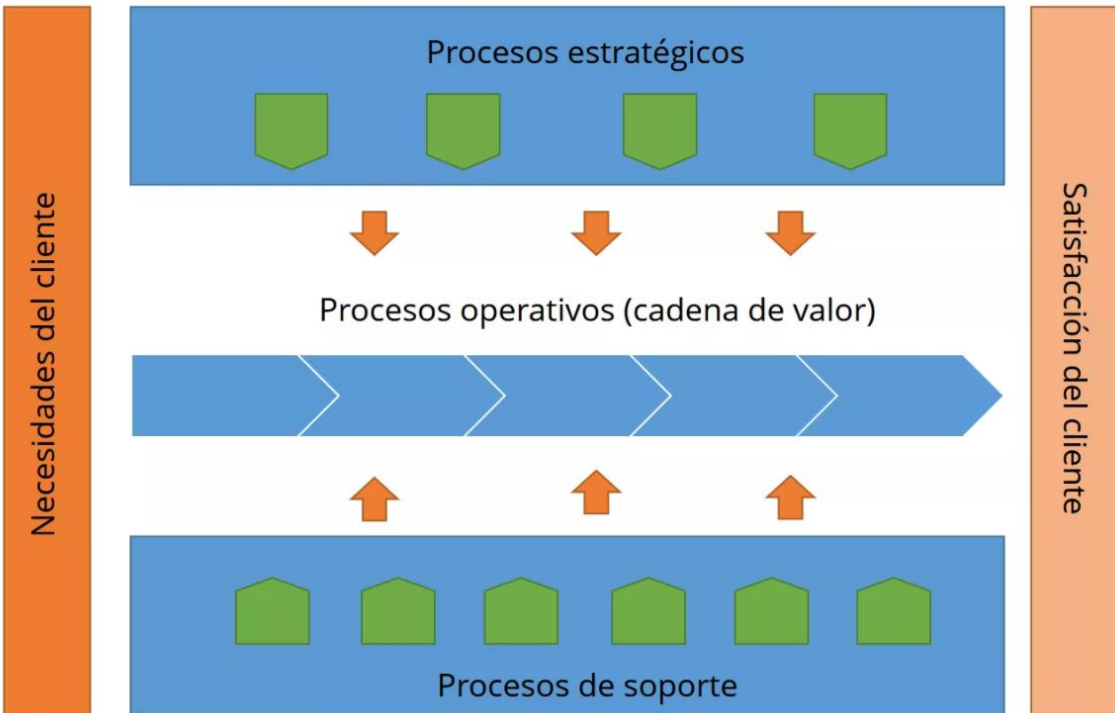 Necesidades del cliente
Procesos estratégicos
Procesos operativos (cadena de valor)
Procesos de soporte
Satisfacción del cliente